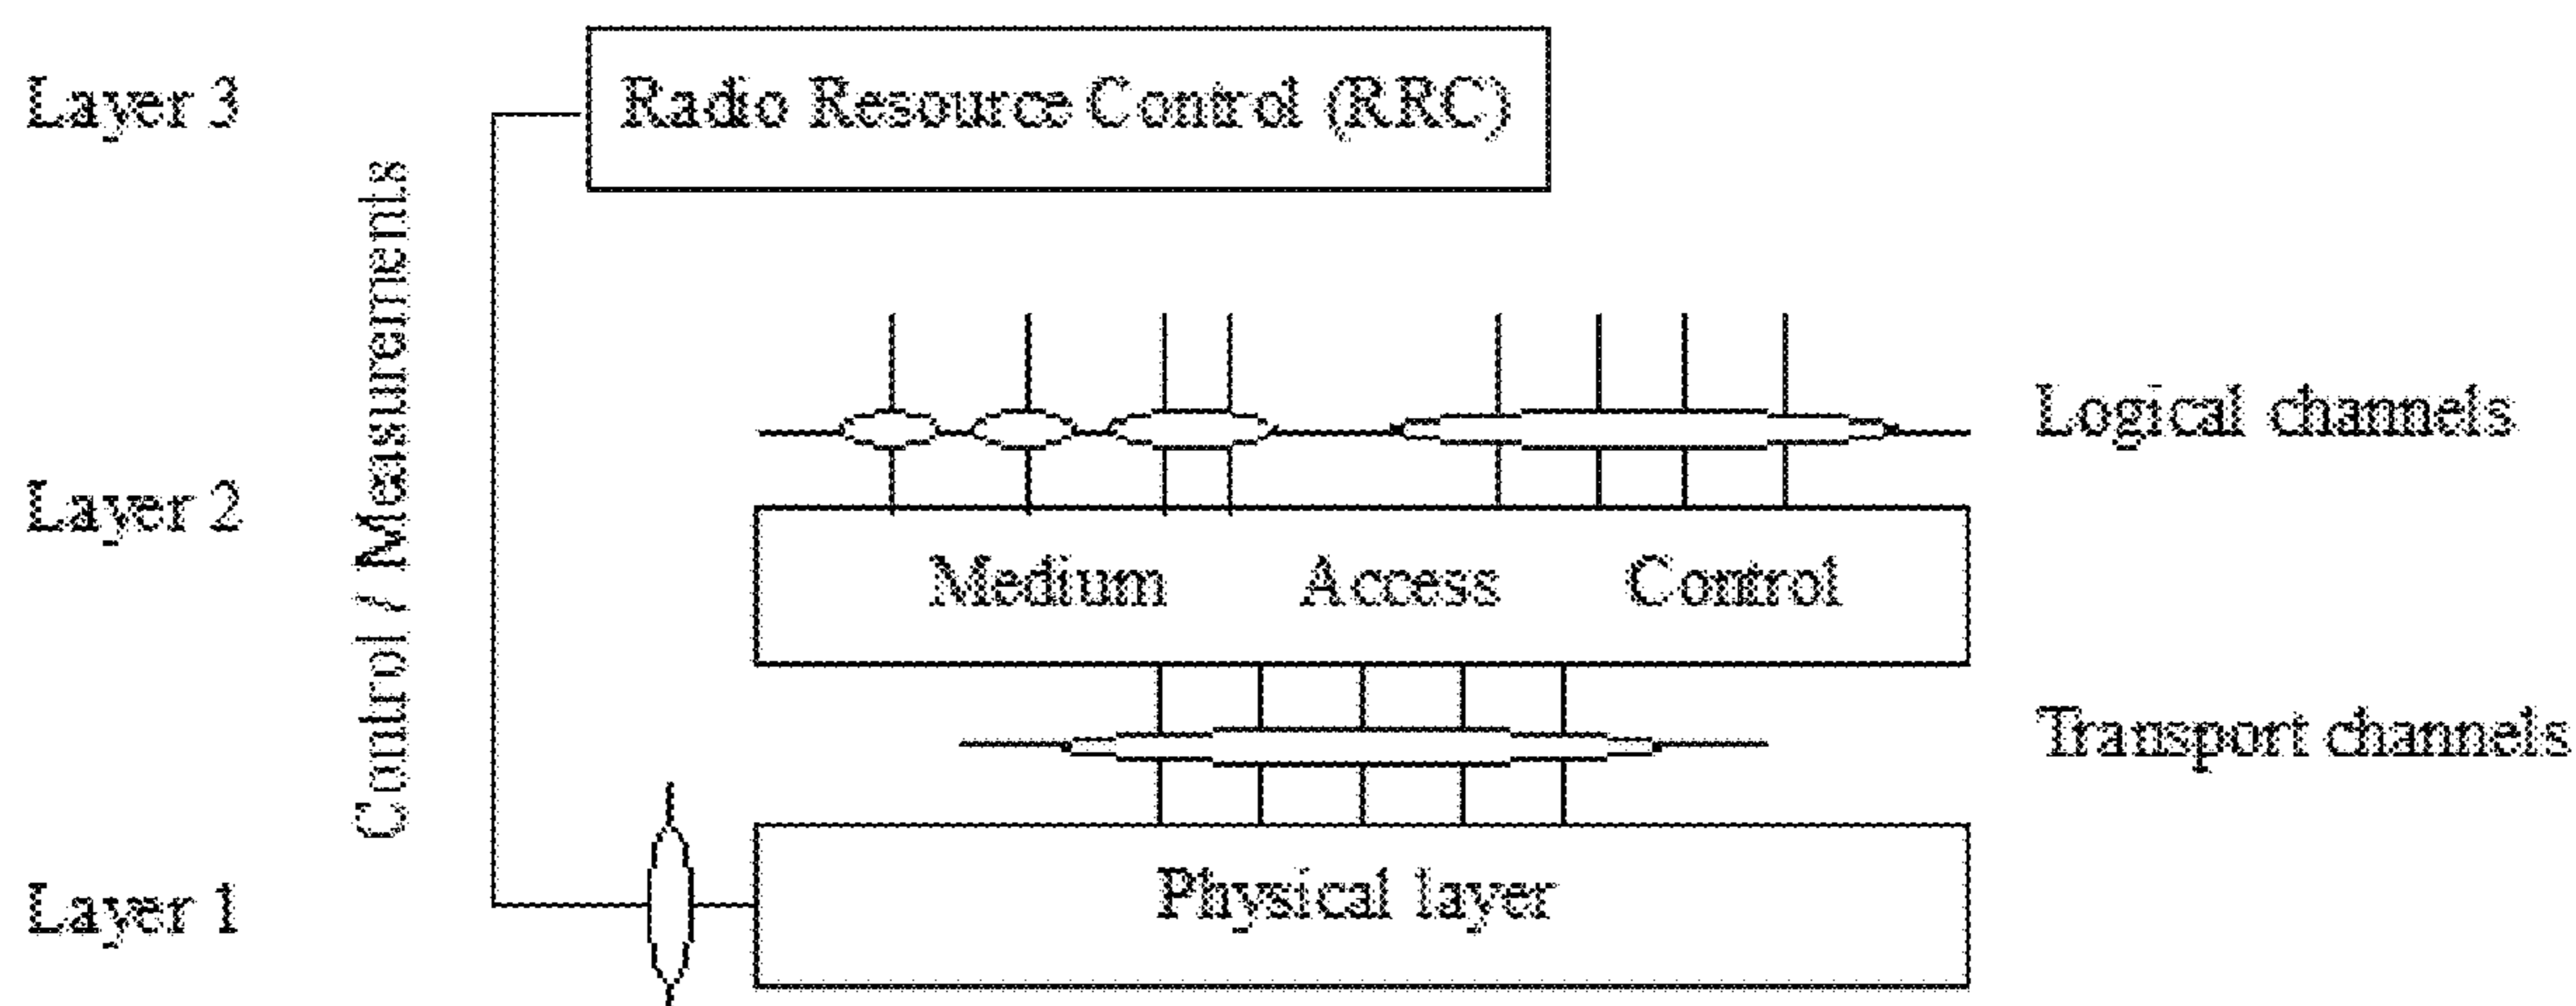 Layer 3
Radio Resource Control (RRC)
Control / Measurements
Logical channels
Layer 2
Medium Access Control
Transport channels
Layer 1
Physical layer